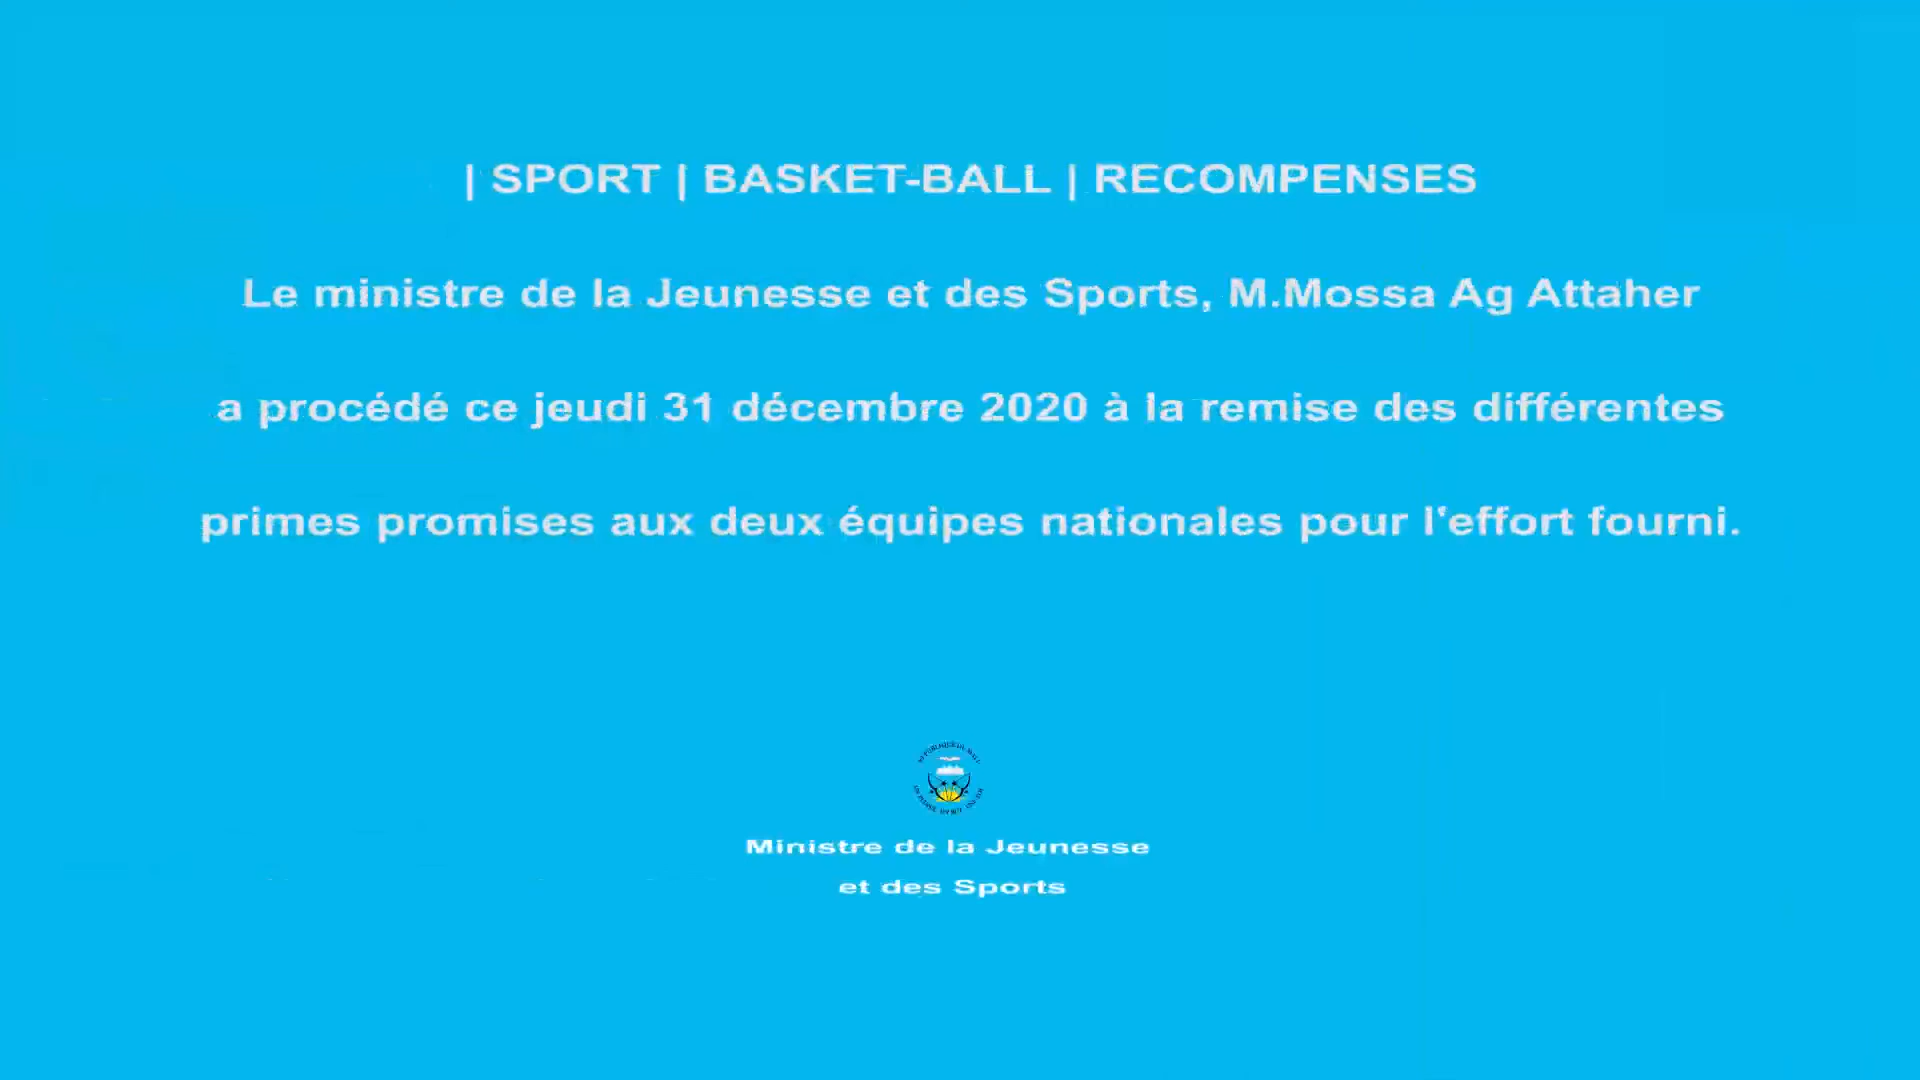 | SPORT | BASKET-BALL | RECOMPENSES
Le ministre de la Jeunesse et des Sports, M.Mossa Ag Attaher
a procédé ce jeudi 31 décembre 2020 à la remise des différentes
primes promises aux deux équipes nationales pour l'effort fourni.
Ministre de la Jeunesse
et des Sports